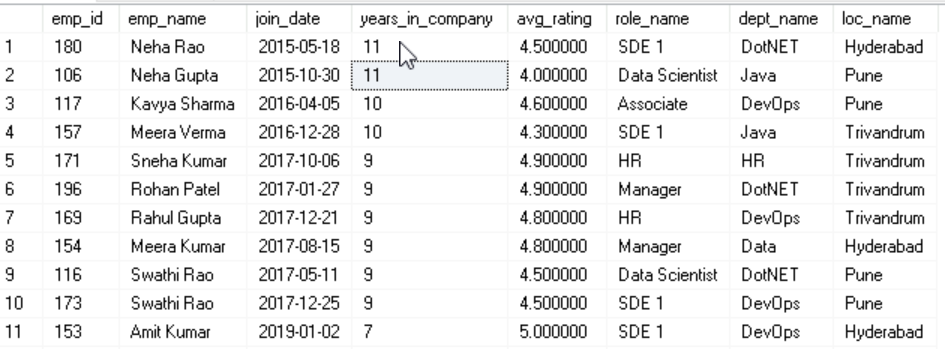 emp_id emp_name join_date years_in_company avg_rating role_name dept_name loc_name
1 180 Neha Rao 2015-05-18 11 4.500000 SDE 1 DotNET Hyderabad
2 106 Neha Gupta 2015-10-30 11 4.000000 Data Scientist Java Pune
3 117 Kavya Sharma 2016-04-05 10 4.600000 Associate DevOps Pune
4 157 Meera Verma 2016-12-28 10 4.300000 SDE 1 Java Trivandrum
5 171 Sneha Kumar 2017-10-06 9 4.900000 HR HR Trivandrum
6 196 Rohan Patel 2017-01-27 9 4.900000 Manager DotNET Trivandrum
7 169 Rahul Gupta 2017-12-21 9 4.800000 HR DevOps Trivandrum
8 154 Meera Kumar 2017-08-15 9 4.800000 Manager Data Hyderabad
9 116 Swathi Rao 2017-05-11 9 4.500000 Data Scientist DotNET Pune
10 173 Swathi Rao 2017-12-25 9 4.500000 SDE 1 DevOps Pune
11 153 Amit Kumar 2019-01-02 7 5.000000 SDE 1 DevOps Hyderabad